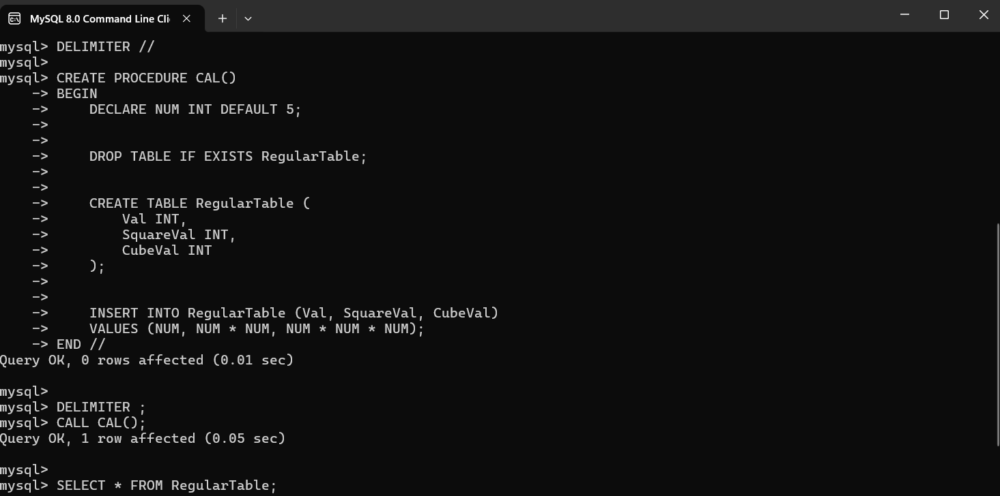 MySQL 8.0 Command Line Cli
mysql> DELIMITER //
mysql>
mysql> CREATE PROCEDURE CAL()
    -> BEGIN
    ->     DECLARE NUM INT DEFAULT 5;
    ->
    ->
    ->     DROP TABLE IF EXISTS RegularTable;
    ->
    ->
    ->     CREATE TABLE RegularTable (
    ->         Val INT,
    ->         SquareVal INT,
    ->         CubeVal INT
    ->     );
    ->
    ->
    ->     INSERT INTO RegularTable (Val, SquareVal, CubeVal)
    ->     VALUES (NUM, NUM * NUM, NUM * NUM * NUM);
    -> END //
Query OK, 0 rows affected (0.01 sec)

mysql>
mysql> DELIMITER ;
mysql> CALL CAL();
Query OK, 1 row affected (0.05 sec)

mysql>
mysql> SELECT * FROM RegularTable;